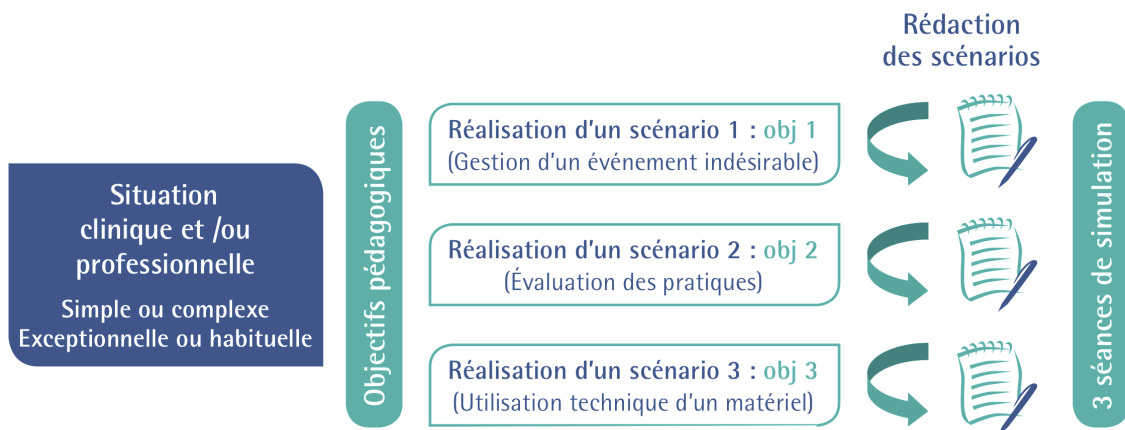 Rédaction
des scénarios
Situation
clinique et /ou
professionnelle
Simple ou complexe
Exceptionnelle ou habituelle
Objectifs pédagogiques
Réalisation d'un scénario 1 : obj 1
(Gestion d'un événement indésirable)
Réalisation d'un scénario 2 : obj 2
(Évaluation des pratiques)
Réalisation d'un scénario 3 : obj 3
(Utilisation technique d'un matériel)
3 séances de simulation